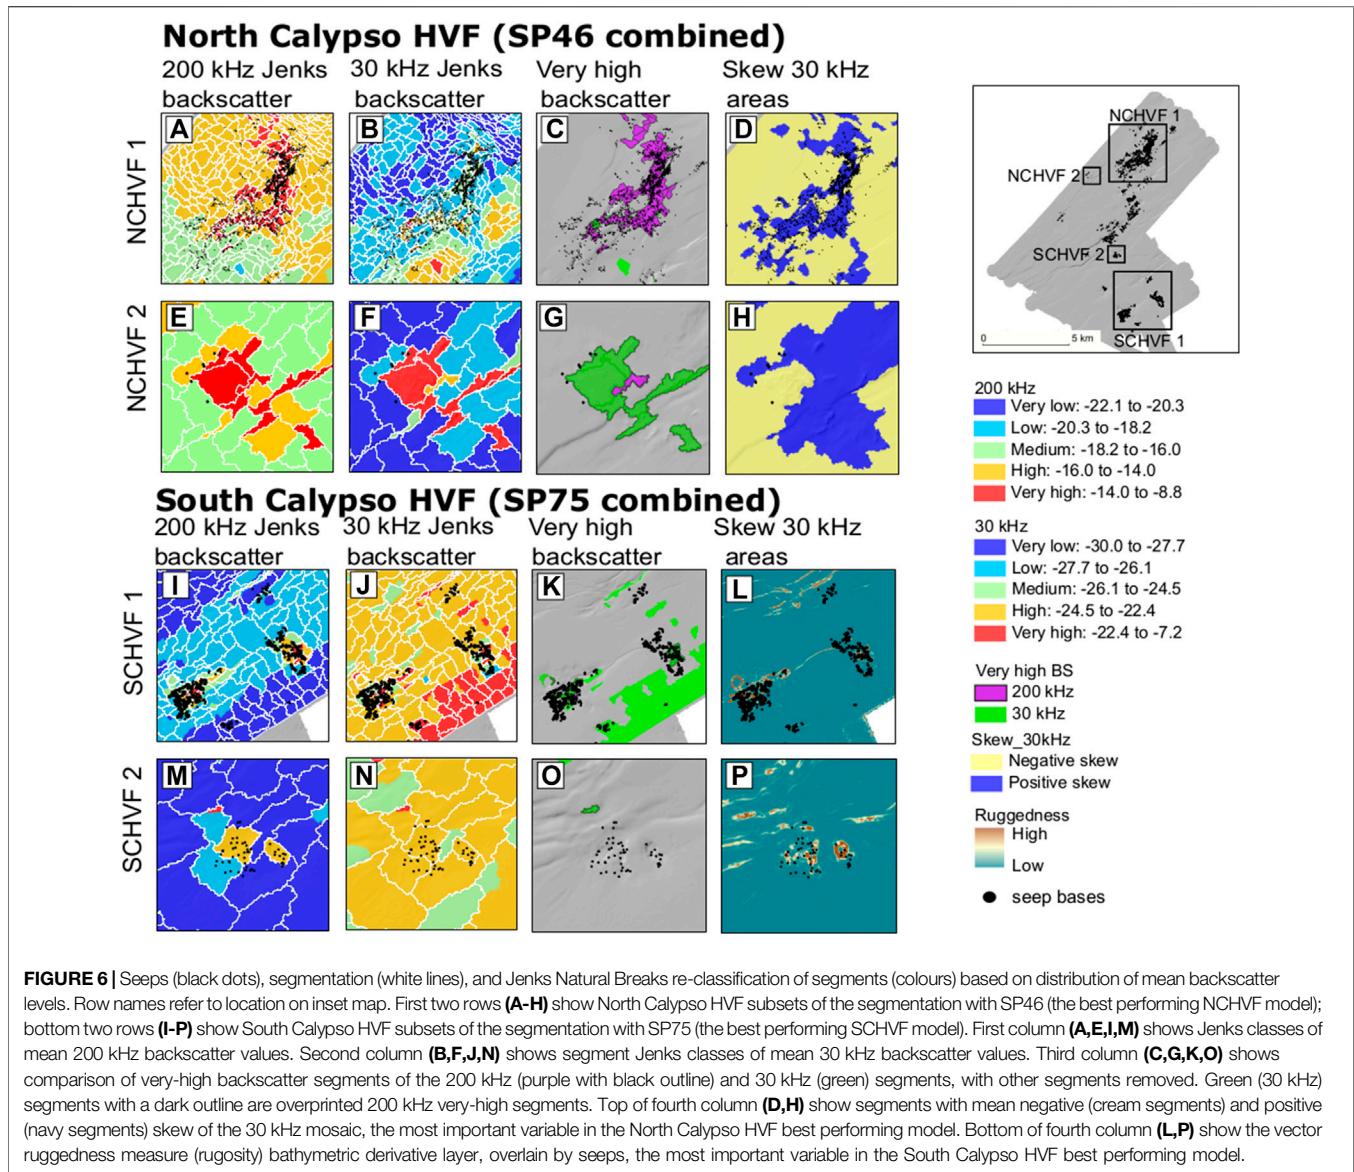 North Calypso HVF (SP46 combined)
200 kHz Jenks backscatter
30 kHz Jenks backscatter
Very high backscatter
Skew 30 kHz areas
NCHVF 1
A
B
C
D
NCHVF 2
E
F
G
H
South Calypso HVF (SP75 combined)
200 kHz Jenks backscatter
30 kHz Jenks backscatter
Very high backscatter
Skew 30 kHz areas
SCHVF 1
I
J
K
L
SCHVF 2
M
N
O
P
NCHVF 1
NCHVF 2
SCHVF 2
0 5 km
SCHVF 1
200 kHz
Very low: -22.1 to -20.3
Low: -20.3 to -18.2
Medium: -18.2 to -16.0
High: -16.0 to -14.0
Very high: -14.0 to -8.8
30 kHz
Very low: -30.0 to -27.7
Low: -27.7 to -26.1
Medium: -26.1 to -24.5
High: -24.5 to -22.4
Very high: -22.4 to -7.2
Very high BS
200 kHz
30 kHz
Skew_30kHz
Negative skew
Positive skew
Ruggedness
High
Low
seep bases
FIGURE 6 | Seeps (black dots), segmentation (white lines), and Jenks Natural Breaks re-classification of segments (colours) based on distribution of mean backscatter
levels. Row names refer to location on inset map. First two rows (A-H) show North Calypso HVF subsets of the segmentation with SP46 (the best performing NCHVF model);
bottom two rows (I-P) show South Calypso HVF subsets of the segmentation with SP75 (the best performing SCHVF model). First column (A,E,I,M) shows Jenks classes of
mean 200 kHz backscatter values. Second column (B,F,J,N) shows segment Jenks classes of mean 30 kHz backscatter values. Third column (C,G,K,O) shows
comparison of very-high backscatter segments of the 200 kHz (purple with black outline) and 30 kHz (green) segments, with other segments removed. Green (30 kHz)
segments with a dark outline are overprinted 200 kHz very-high segments. Top of fourth column (D,H) show segments with mean negative (cream segments) and positive
(navy segments) skew of the 30 kHz mosaic, the most important variable in the North Calypso HVF best performing model. Bottom of fourth column (L,P) show the vector
ruggedness measure (rugosity) bathymetric derivative layer, overlain by seeps, the most important variable in the South Calypso HVF best performing model.